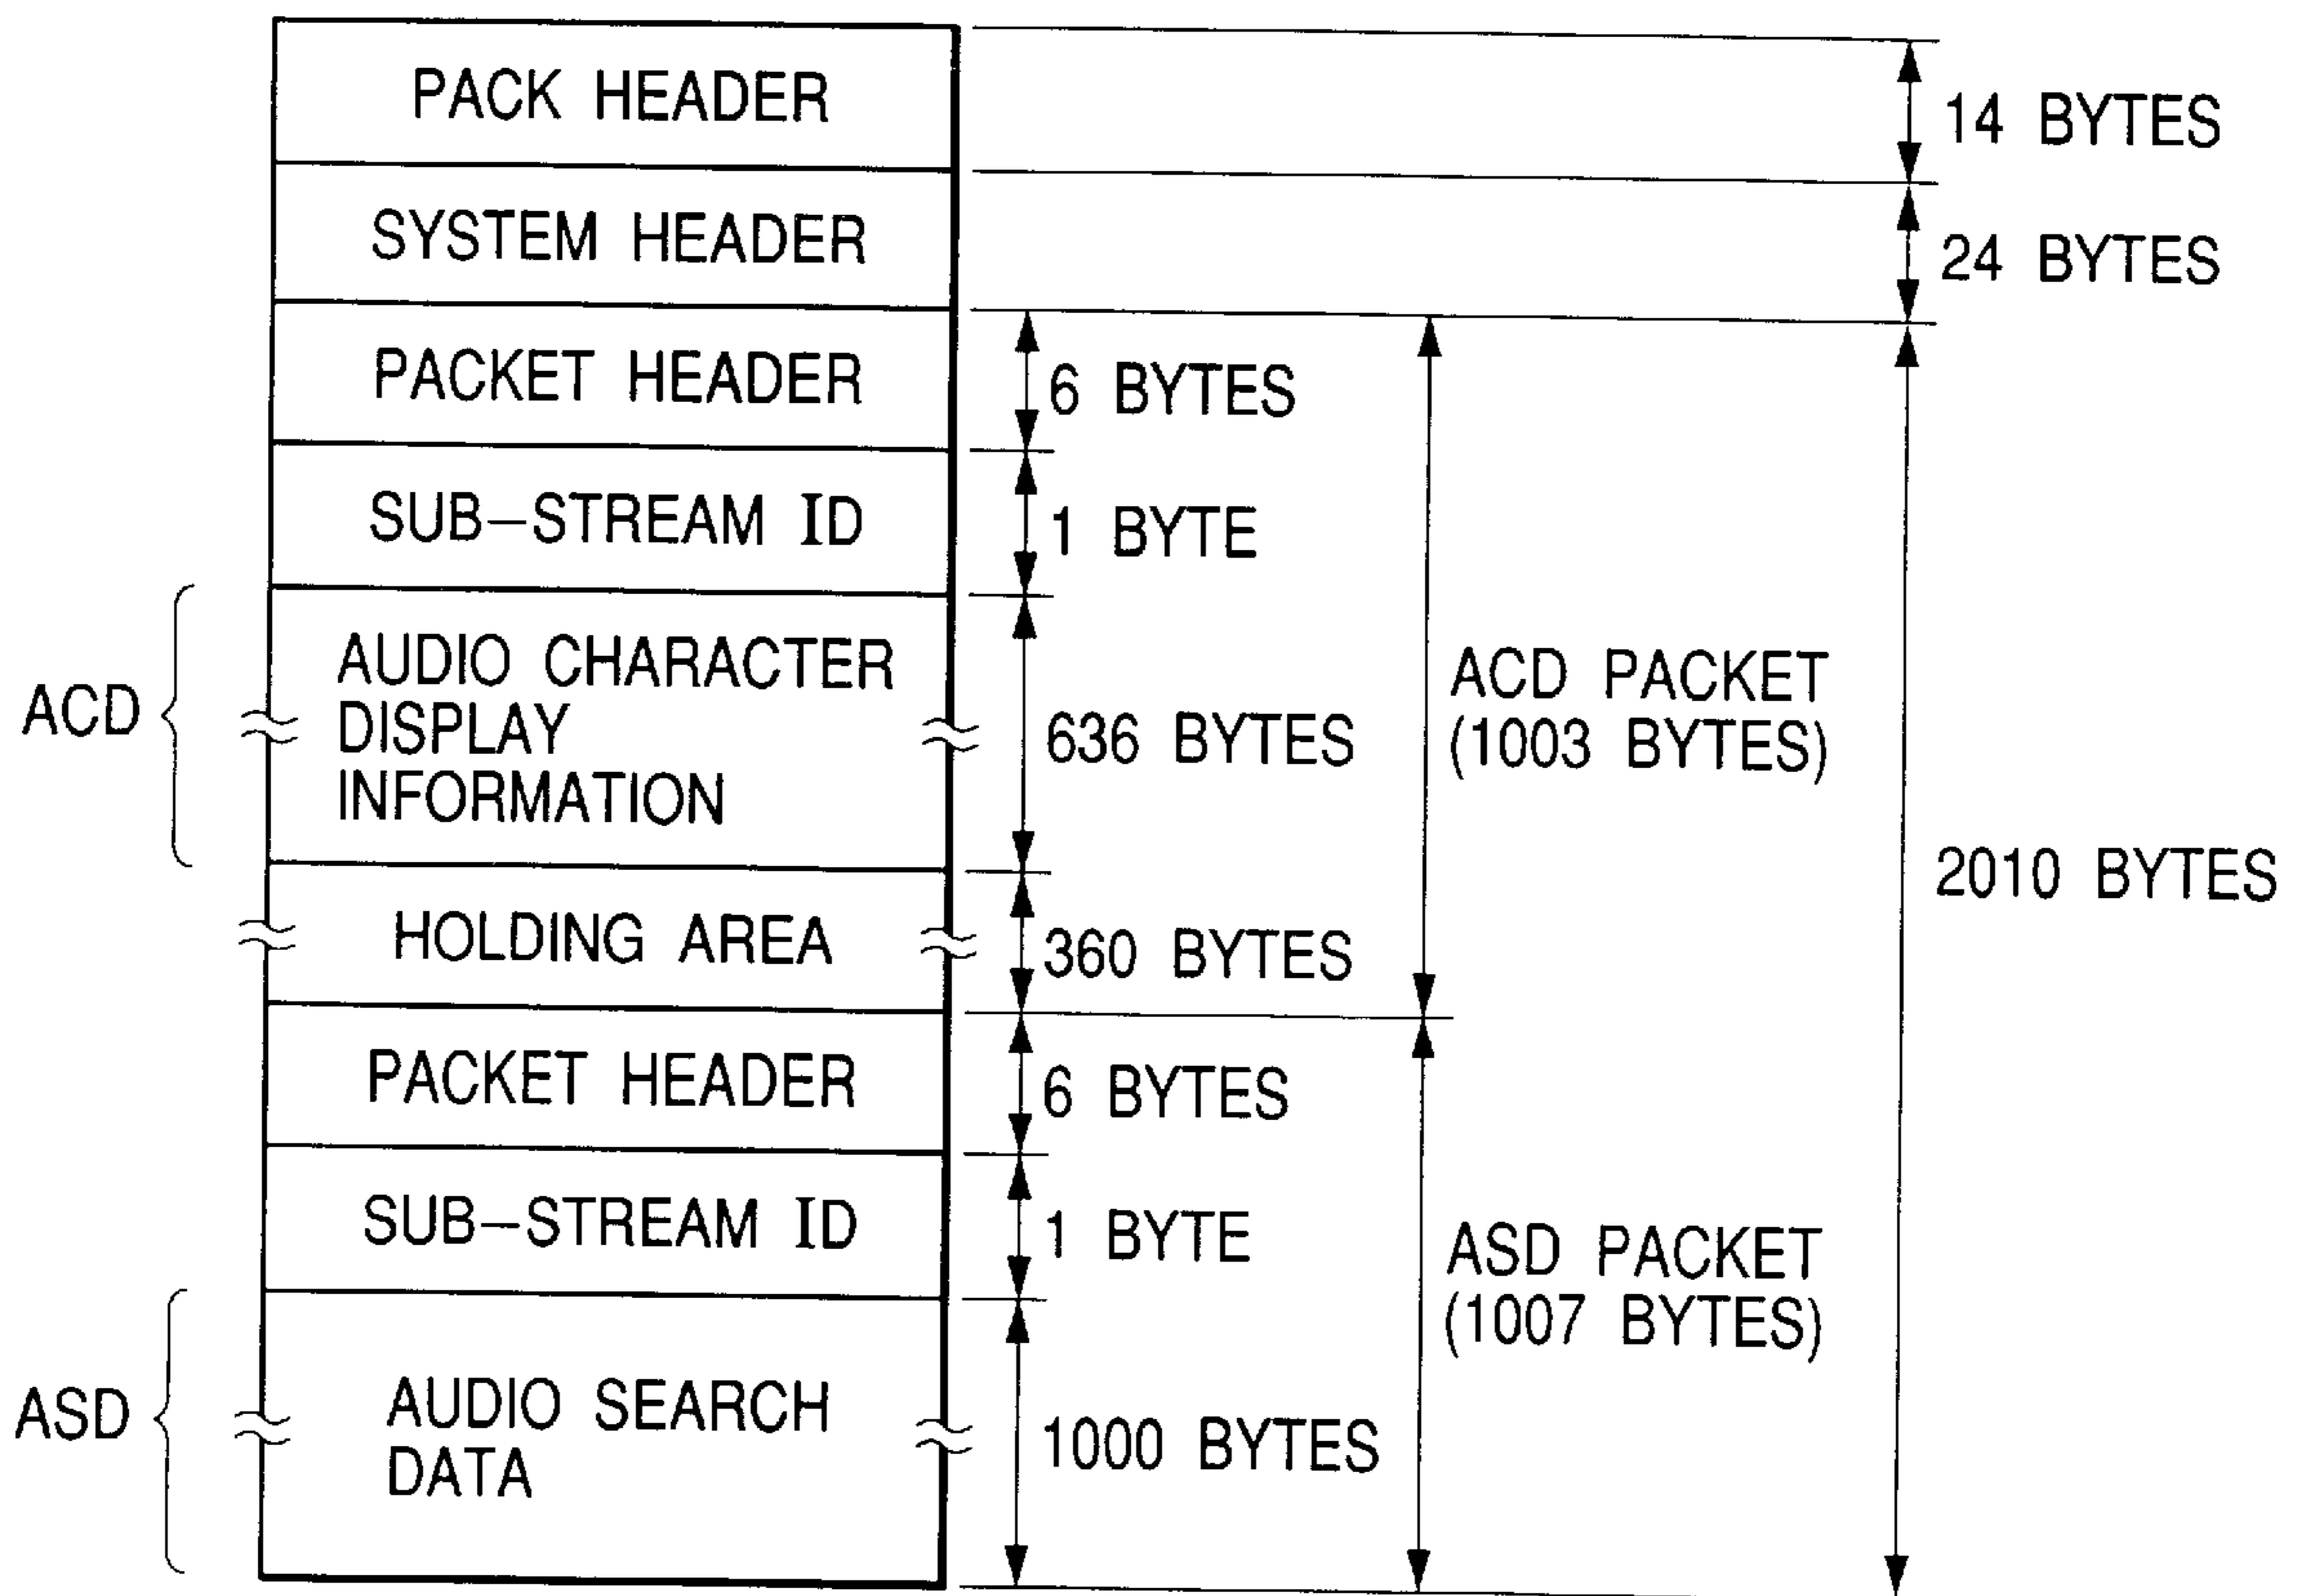 PACK HEADER
14 BYTES
SYSTEM HEADER
24 BYTES
PACKET HEADER
6 BYTES
SUB–STREAM ID
1 BYTE
ACD
AUDIO CHARACTER
DISPLAY
INFORMATION
636 BYTES
ACD PACKET
(1003 BYTES)
2010 BYTES
HOLDING AREA
360 BYTES
PACKET HEADER
6 BYTES
SUB–STREAM ID
1 BYTE
ASD PACKET
(1007 BYTES)
ASD
AUDIO SEARCH
DATA
1000 BYTES